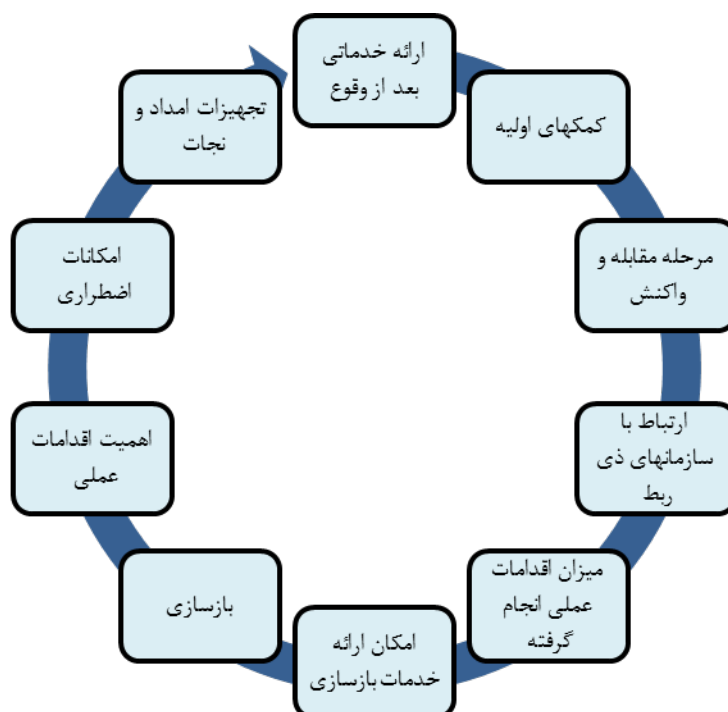 ارائه خدماتی
بعد از وقوع
کمکهای اولیه
مرحله مقابله و
واکنش
ارتباط با
سازمانهای ذی
ربط
میزان اقدامات
عملی انجام
گرفته
امکان ارائه
خدمات بازسازی
بازسازی
اهمیت اقدامات
عملی
امکانات
اضطراری
تجهیزات امداد و
نجات